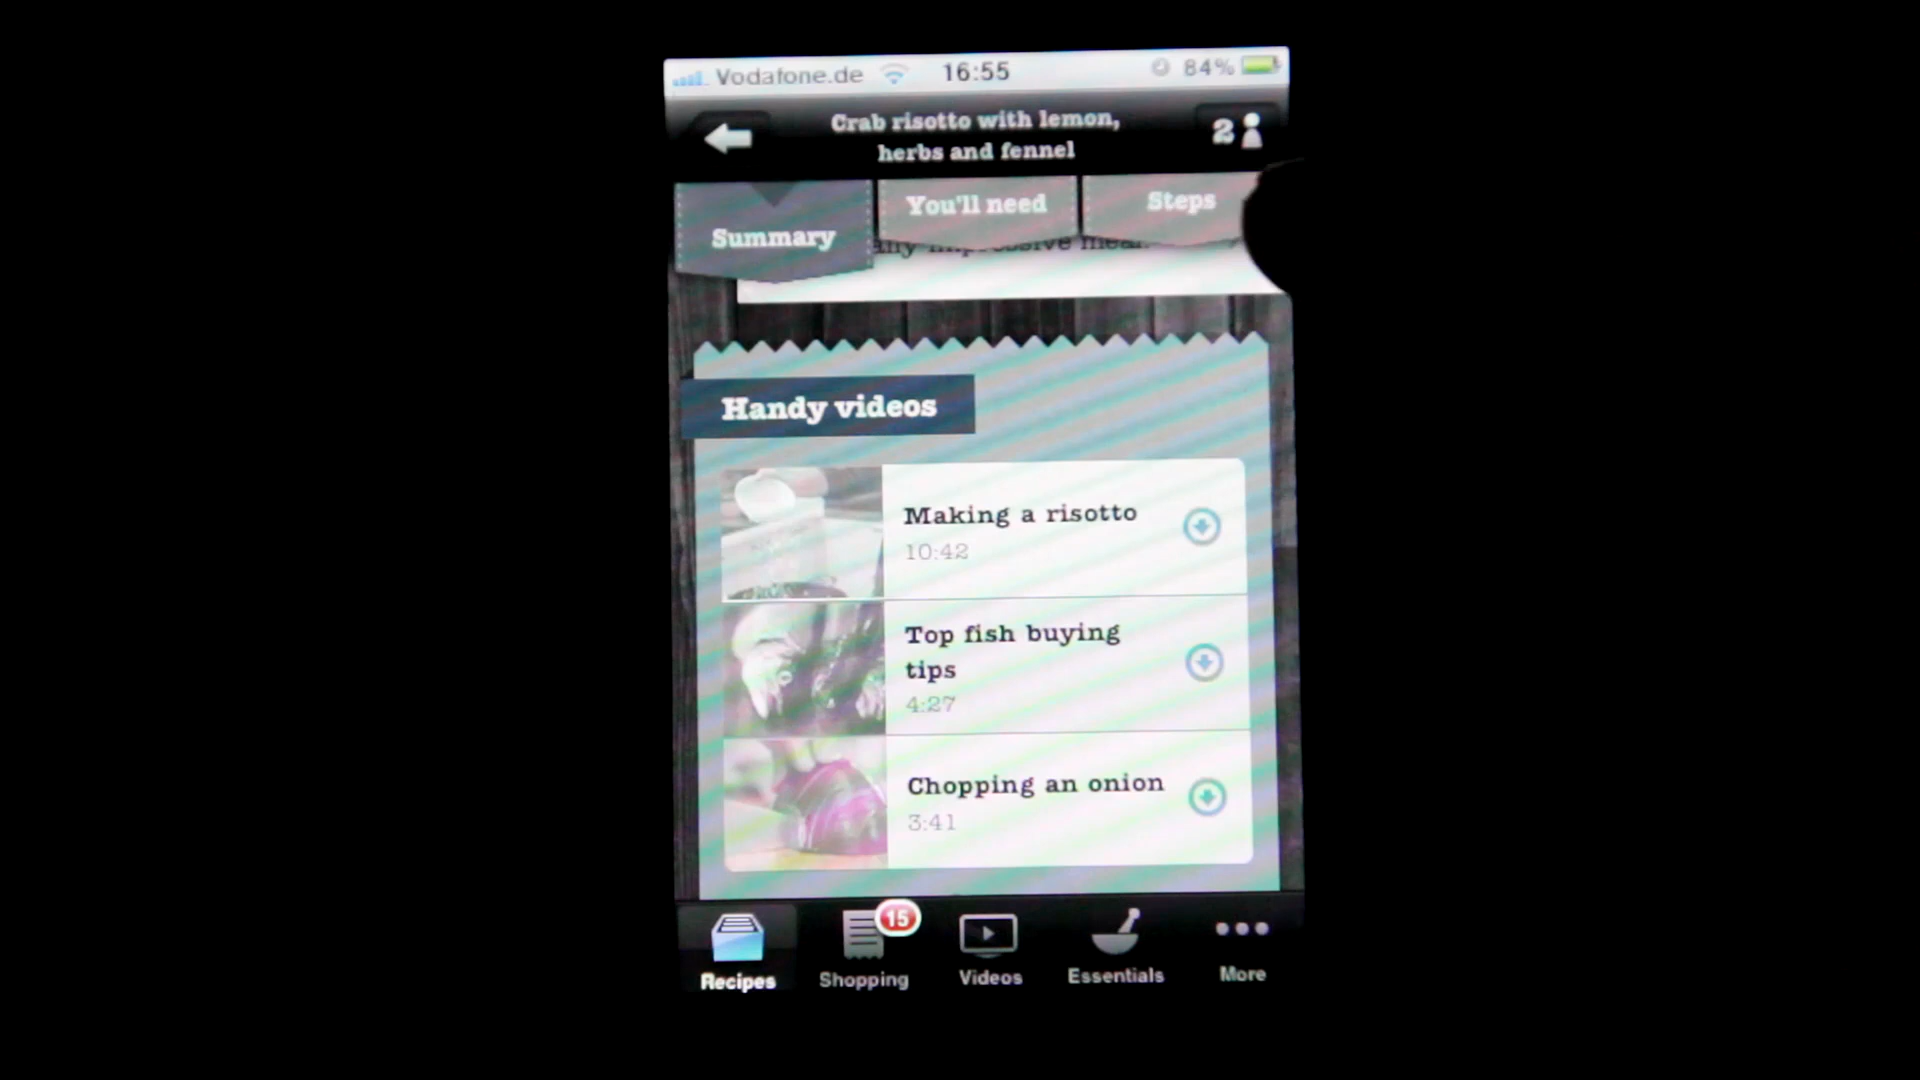 Vodafone.de 16:55 84%
Crab risotto with lemon,
herbs and fennel
2
Summary
You'll need
Steps
Handy videos
Making a risotto
10:42
Top fish buying
tips
4:27
Chopping an onion
3:41
15
Recipes
Shopping
Videos
Essentials
More